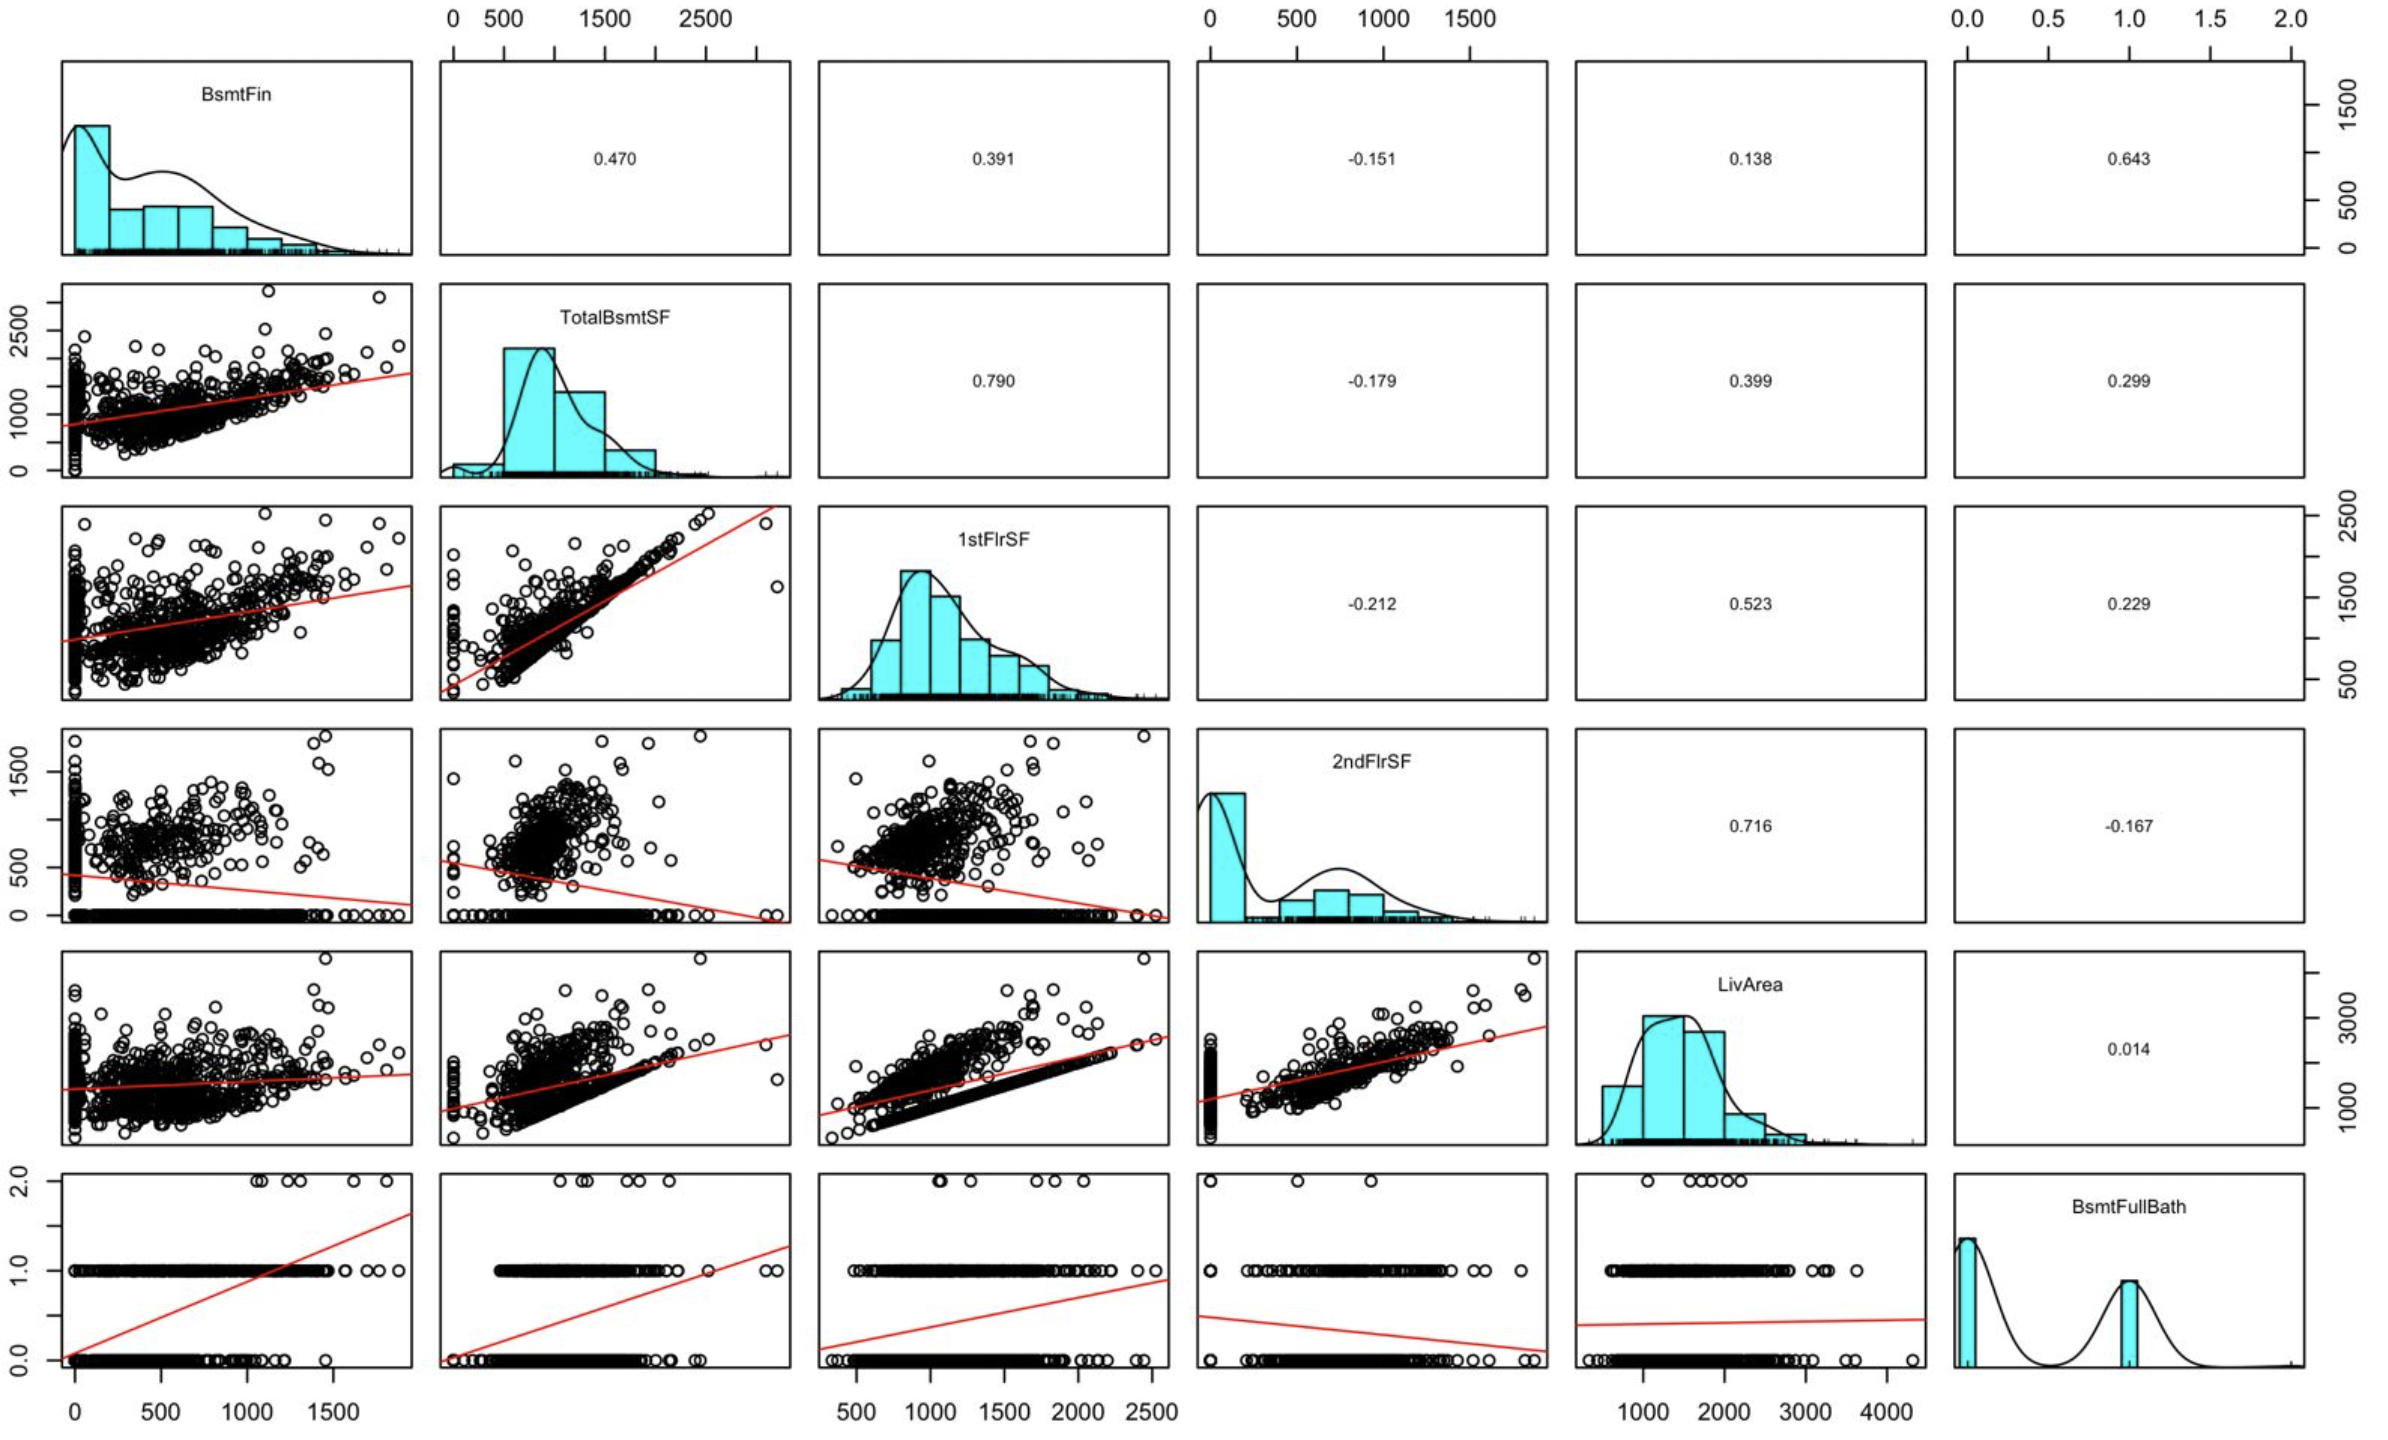 0 500 1500 2500 0 500 1000 1500 0.0 0.5 1.0 1.5 2.0
BsmtFin 0.470 0.391 -0.151 0.138 0.643
0 500 1500
0 1000 2500
TotalBsmtSF 0.790 -0.179 0.399 0.299
1stFlrSF -0.212 0.523 0.229
500 1500 2500
0 500 1500
2ndFlrSF 0.716 -0.167
LivArea 0.014
1000 3000
0.0 1.0 2.0
BsmtFullBath
0 500 1000 1500 500 1000 1500 2000 2500 1000 2000 3000 4000